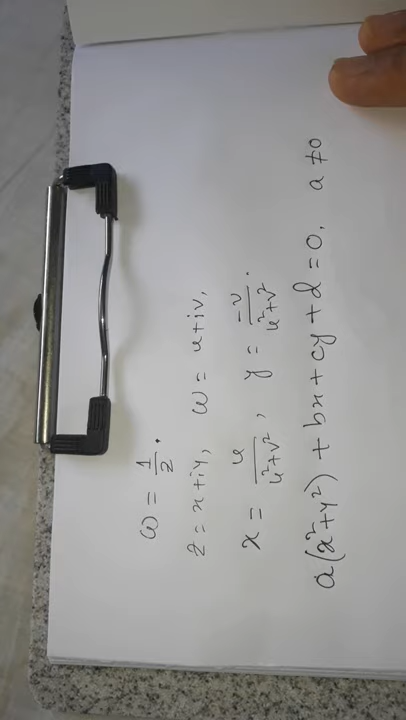 ω = 1/z.
z = x+iy, ω = u+iv,
x = u/(u²+v²), y = -v/(u²+v²).
a(x²+y²) + bx + cy + d = 0, a ≠ 0